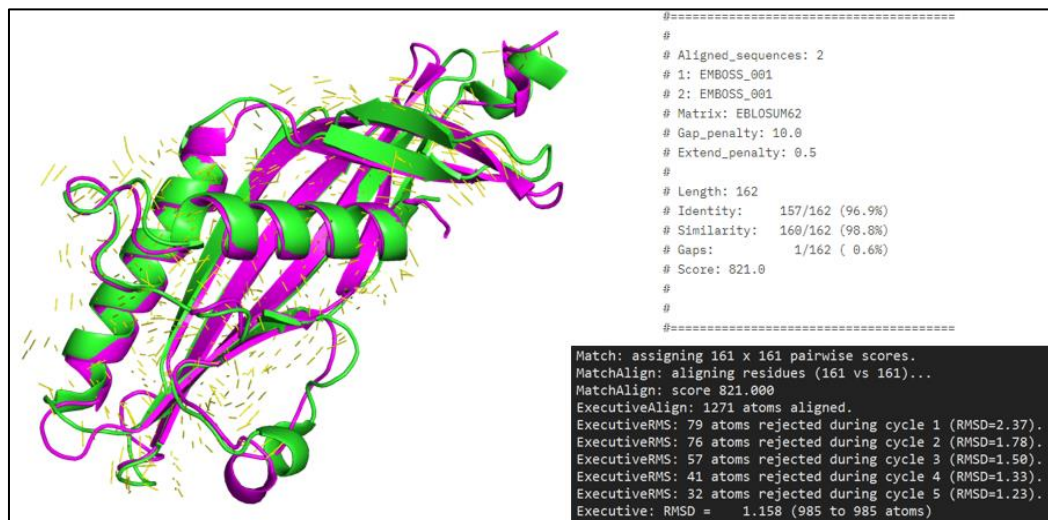 #=======================================
#
# Aligned_sequences: 2
# 1: EMBOSS_001
# 2: EMBOSS_001
# Matrix: EBLOSUM62
# Gap_penalty: 10.0
# Extend_penalty: 0.5
#
# Length: 162
# Identity:     157/162 (96.9%)
# Similarity:   160/162 (98.8%)
# Gaps:           1/162 ( 0.6%)
# Score: 821.0
#
#
#=======================================
Match: assigning 161 x 161 pairwise scores.
MatchAlign: aligning residues (161 vs 161)...
MatchAlign: score 821.000
ExecutiveAlign: 1271 atoms aligned.
ExecutiveRMS: 79 atoms rejected during cycle 1 (RMSD=2.37).
ExecutiveRMS: 76 atoms rejected during cycle 2 (RMSD=1.78).
ExecutiveRMS: 57 atoms rejected during cycle 3 (RMSD=1.50).
ExecutiveRMS: 41 atoms rejected during cycle 4 (RMSD=1.33).
ExecutiveRMS: 32 atoms rejected during cycle 5 (RMSD=1.23).
Executive: RMSD =    1.158 (985 to 985 atoms)